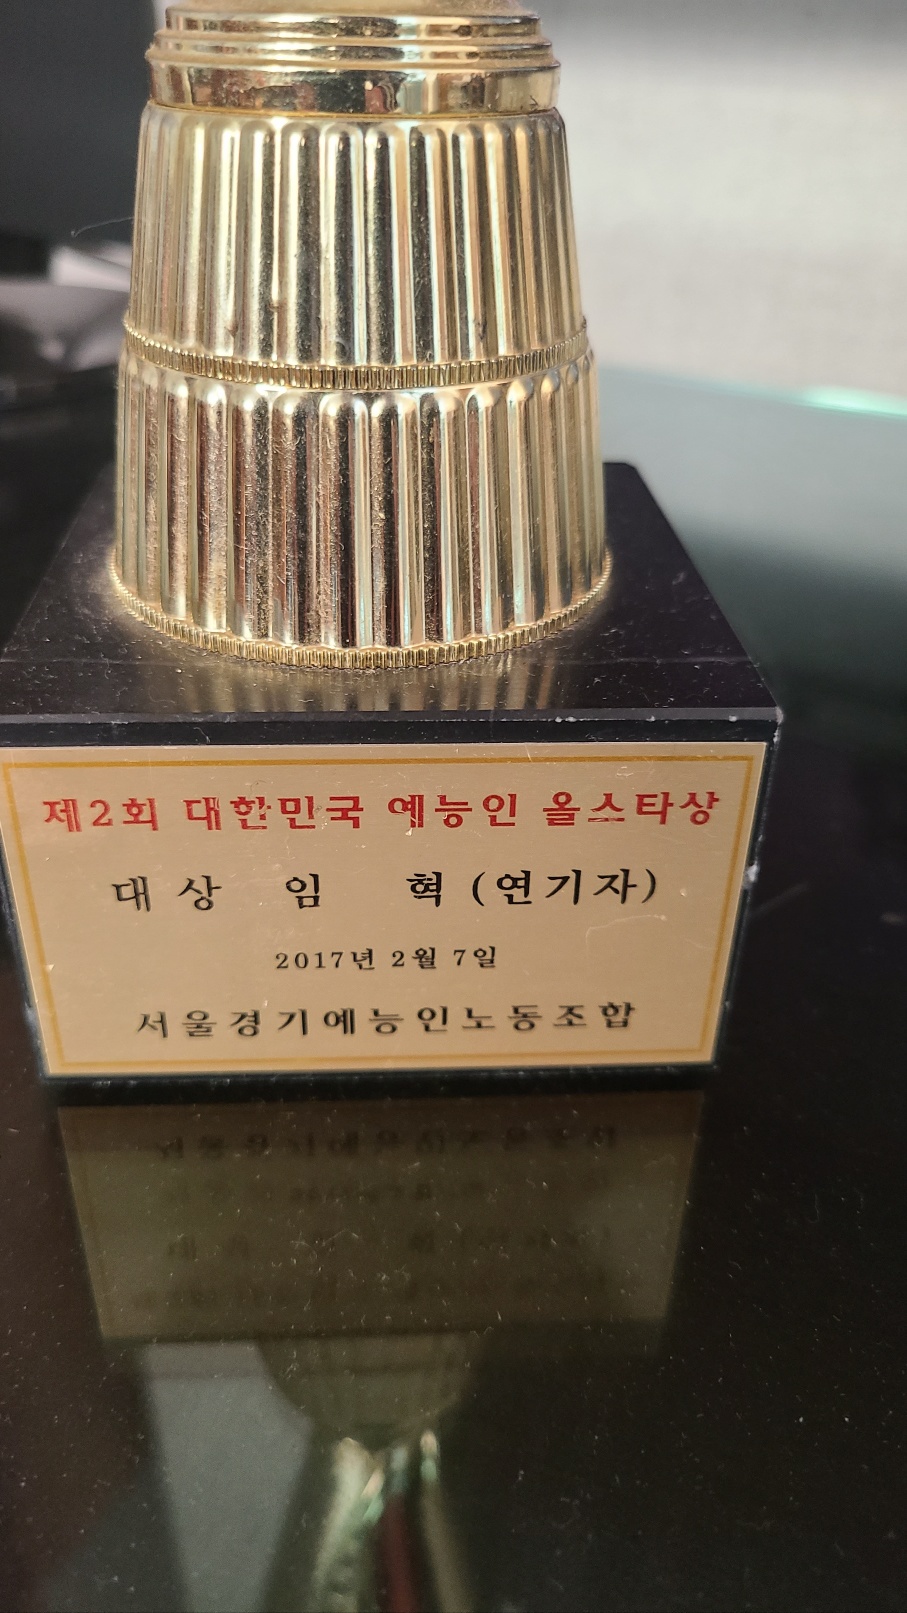 제2회 대한민국 예능인 올스타상
대상 임 혁 (연기자)
2017년 2월 7일
서울경기예능인노동조합